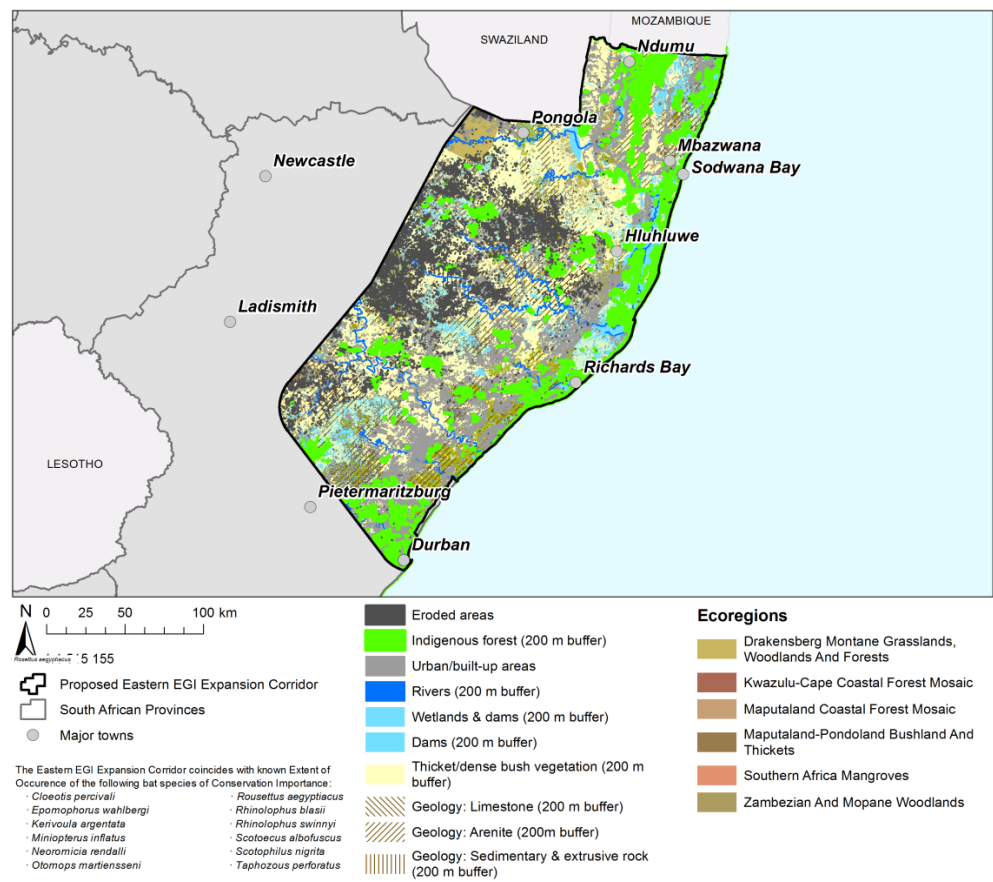 MOZAMBIQUE
SWAZILAND
Ndumu
Pongola
Mbazwana
Newcastle
Sodwana Bay
Hluhluwe
Ladismith
Richards Bay
LESOTHO
Pietermaritzburg
Durban
N 0 25 50 100 km
Rosettus aegyptiacus
15 155
Proposed Eastern EGI Expansion Corridor
South African Provinces
Major towns
The Eastern EGI Expansion Corridor coincides with known Extent of
Occurence of the following bat species of Conservation Importance:
· Cloeotis percivali
· Epomophorus wahlbergi
· Kerivoula argentata
· Miniopterus inflatus
· Neoromicia rendalli
· Otomops martiensseni
· Rousettus aegyptiacus
· Rhinolophus blasii
· Rhinolophus swinnyi
· Scotoecus albofuscus
· Scotophilus nigrita
· Taphozous perforatus
Eroded areas
Indigenous forest (200 m buffer)
Urban/built-up areas
Rivers (200 m buffer)
Wetlands & dams (200 m buffer)
Dams (200 m buffer)
Thicket/dense bush vegetation (200 m
buffer)
Geology: Limestone (200 m buffer)
Geology: Arenite (200m buffer)
Geology: Sedimentary & extrusive rock
(200 m buffer)
Ecoregions
Drakensberg Montane Grasslands,
Woodlands And Forests
Kwazulu-Cape Coastal Forest Mosaic
Maputaland Coastal Forest Mosaic
Maputaland-Pondoland Bushland And
Thickets
Southern Africa Mangroves
Zambezian And Mopane Woodlands